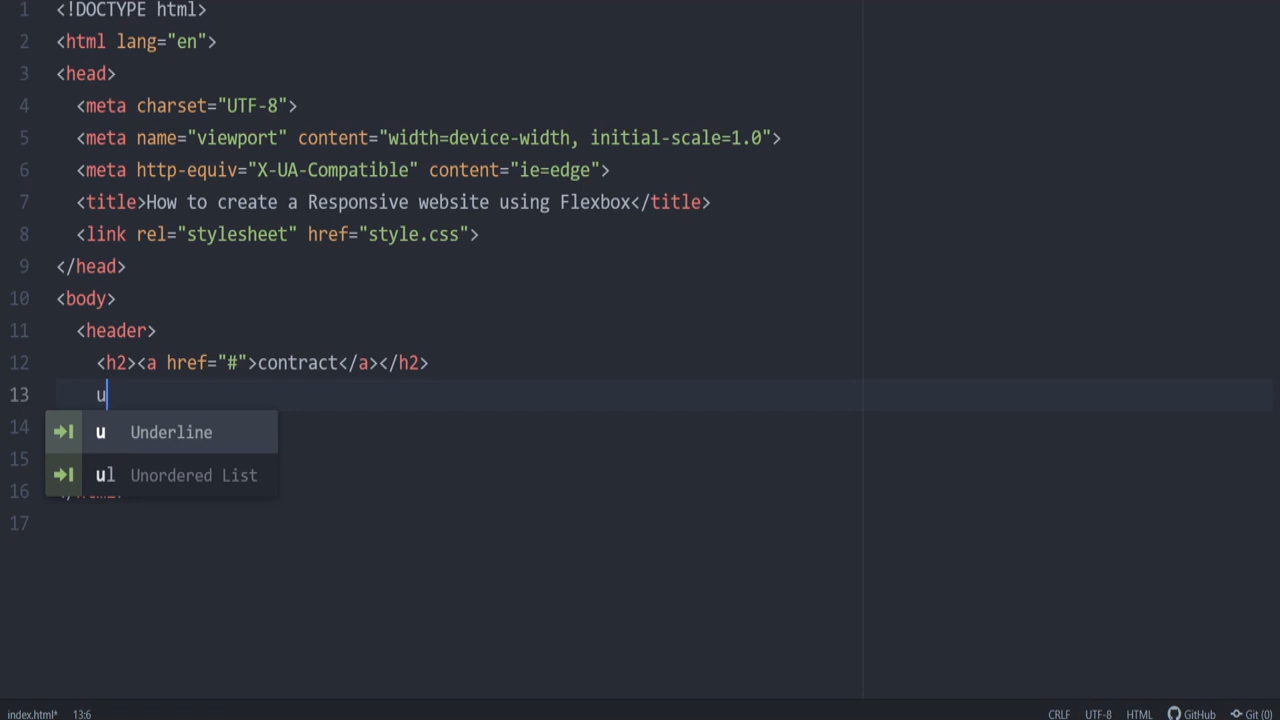 1 <!DOCTYPE html>
2 <html lang="en">
3 <head>
4 <meta charset="UTF-8">
5 <meta name="viewport" content="width=device-width, initial-scale=1.0">
6 <meta http-equiv="X-UA-Compatible" content="ie=edge">
7 <title>How to create a Responsive website using Flexbox</title>
8 <link rel="stylesheet" href="style.css">
9 </head>
10 <body>
11 <header>
12 <h2><a href="#">contract</a></h2>
13 u
14 u Underline
15 ul Unordered List
16
17
index.html* 13:6 CRLF UTF-8 HTML GitHub Git (0)